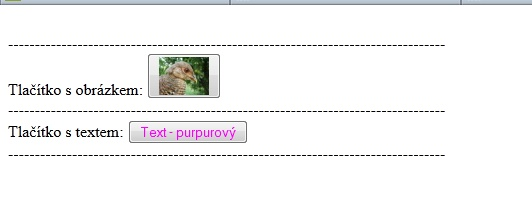 Tlačítko s obrázkem:
Tlačítko s textem: Text - purpurový